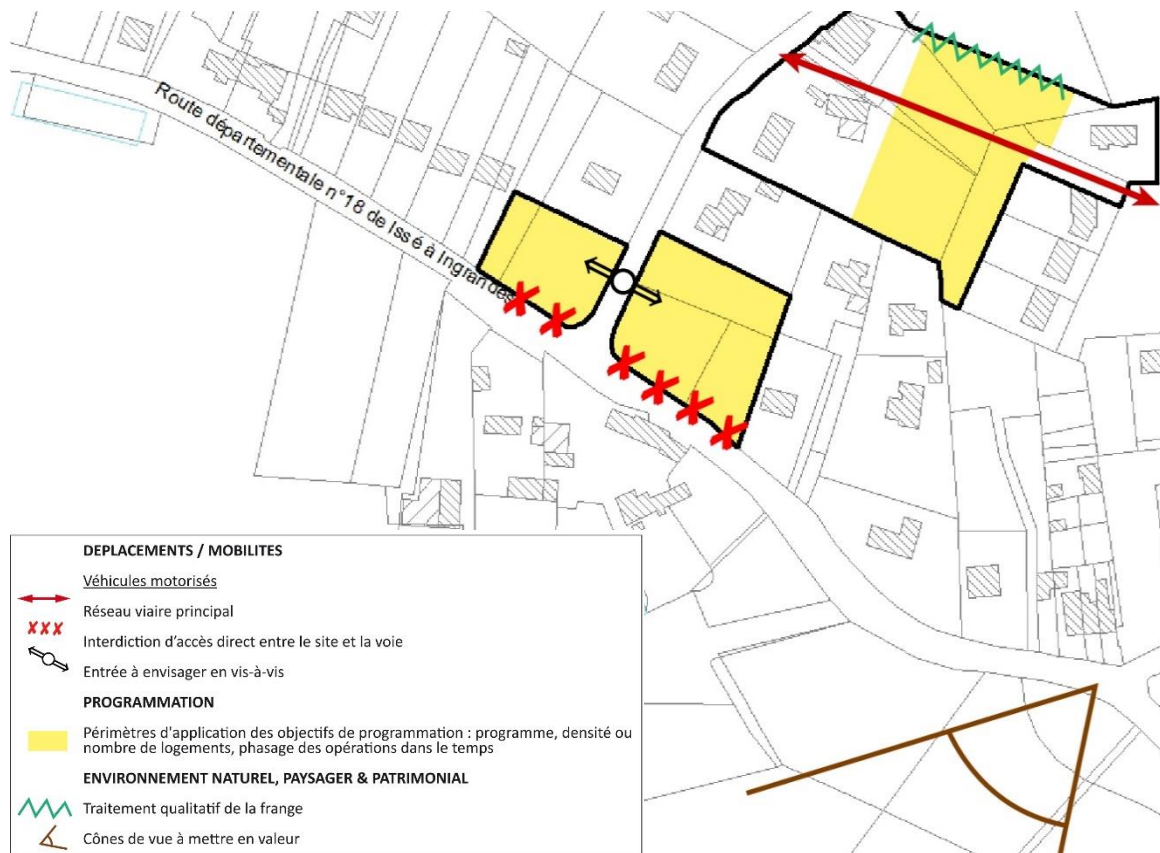 Route départementale n°18 de Issé à Ingrandes
DEPLACEMENTS / MOBILITES
Véhicules motorisés
Réseau viaire principal
Interdiction d'accès direct entre le site et la voie
Entrée à envisager en vis-à-vis
PROGRAMMATION
Périmètres d'application des objectifs de programmation : programme, densité ou
nombre de logements, phasage des opérations dans le temps
ENVIRONNEMENT NATUREL, PAYSAGER & PATRIMONIAL
Traitement qualitatif de la frange
Cônes de vue à mettre en valeur